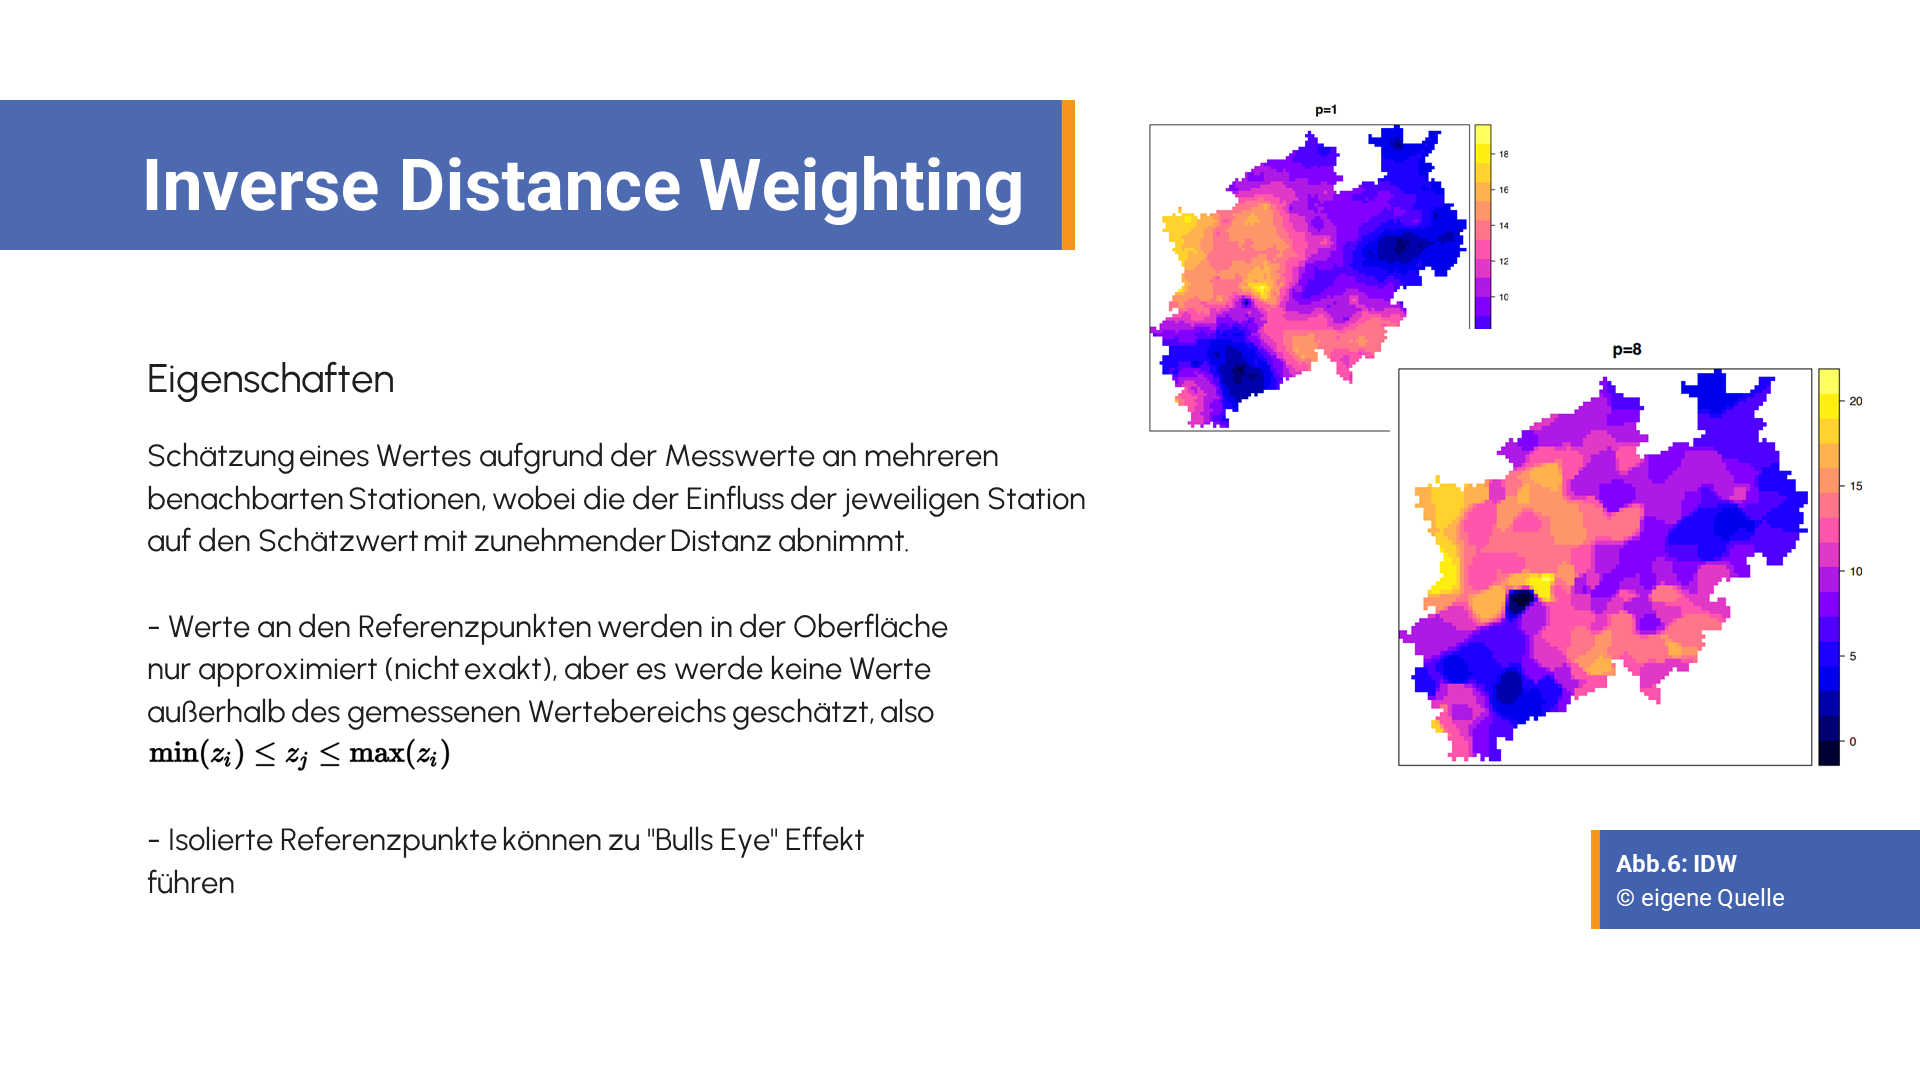 Inverse Distance Weighting
Eigenschaften
Schätzung eines Wertes aufgrund der Messwerte an mehreren
benachbarten Stationen, wobei die der Einfluss der jeweiligen Station
auf den Schätzwert mit zunehmender Distanz abnimmt.
- Werte an den Referenzpunkten werden in der Oberfläche
nur approximiert (nicht exakt), aber es werde keine Werte
außerhalb des gemessenen Wertebereichs geschätzt, also
min(z_i) ≤ z_j ≤ max(z_i)
- Isolierte Referenzpunkte können zu "Bulls Eye" Effekt
führen
p=1
18
16
14
12
10
p=8
20
15
10
5
0
Abb.6: IDW
© eigene Quelle